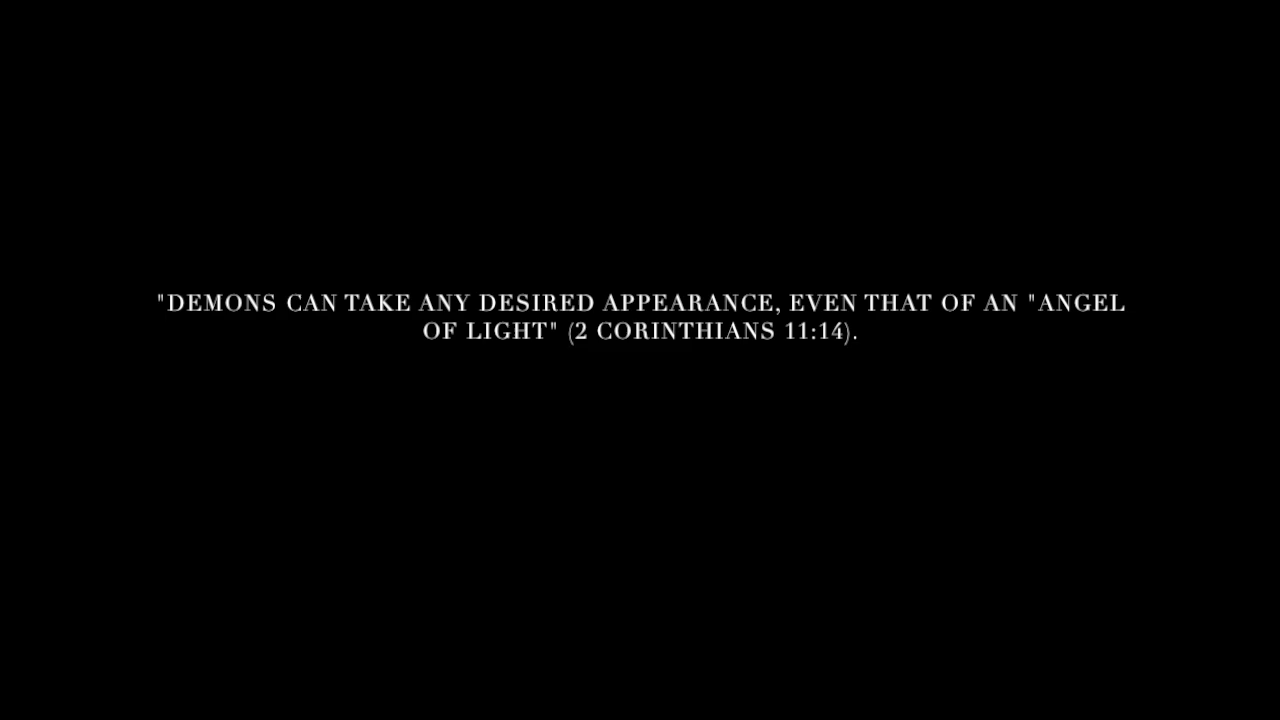 "DEMONS CAN TAKE ANY DESIRED APPEARANCE, EVEN THAT OF AN "ANGEL
OF LIGHT" (2 CORINTHIANS 11:14).